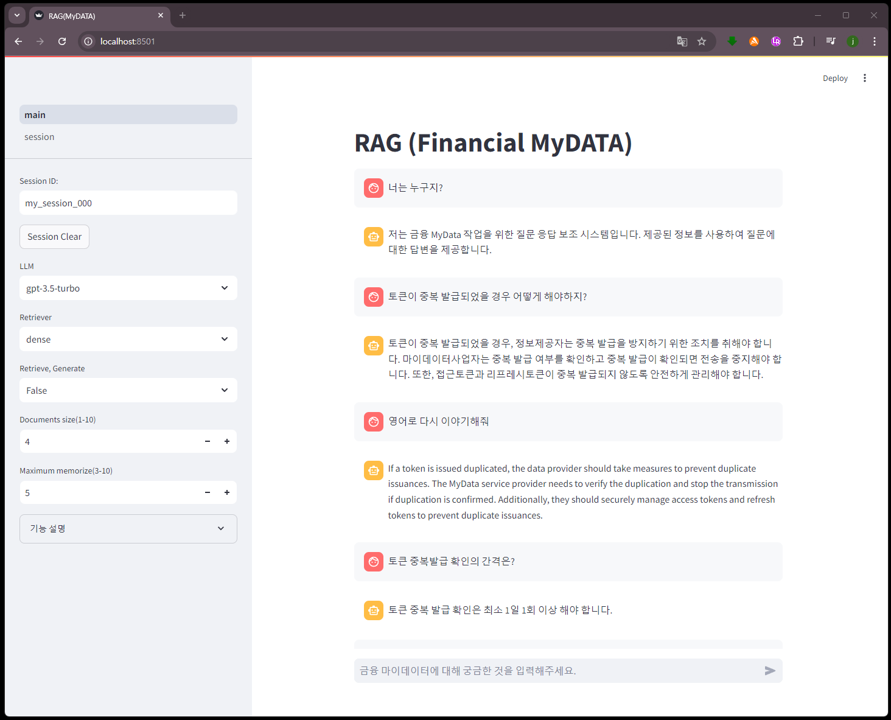 RAG(MyDATA)
localhost:8501
Deploy
main
session
Session ID:
my_session_000
Session Clear
LLM
gpt-3.5-turbo
Retriever
dense
Retrieve, Generate
False
Documents size(1-10)
4
Maximum memorize(3-10)
5
기능 설명
RAG (Financial MyDATA)
너는 누구지?
저는 금융 MyData 작업을 위한 질문 응답 보조 시스템입니다. 제공된 정보를 사용하여 질문에
대한 답변을 제공합니다.
토큰이 중복 발급되었을 경우 어떻게 해야하지?
토큰이 중복 발급되었을 경우, 정보제공자는 중복 발급을 방지하기 위한 조치를 취해야 합니
다. 마이데이터사업자는 중복 발급 여부를 확인하고 중복 발급이 확인되면 전송을 중지해야 합
니다. 또한, 접근토큰과 리프레시토큰이 중복 발급되지 않도록 안전하게 관리해야 합니다.
영어로 다시 이야기해줘
If a token is issued duplicated, the data provider should take measures to prevent duplicate
issuances. The MyData service provider needs to verify the duplication and stop the transmission
if duplication is confirmed. Additionally, they should securely manage access tokens and refresh
tokens to prevent duplicate issuances.
토큰 중복발급 확인의 간격은?
토큰 중복 발급 확인은 최소 1일 1회 이상 해야 합니다.
금융 마이데이터에 대해 궁금한 것을 입력해주세요.